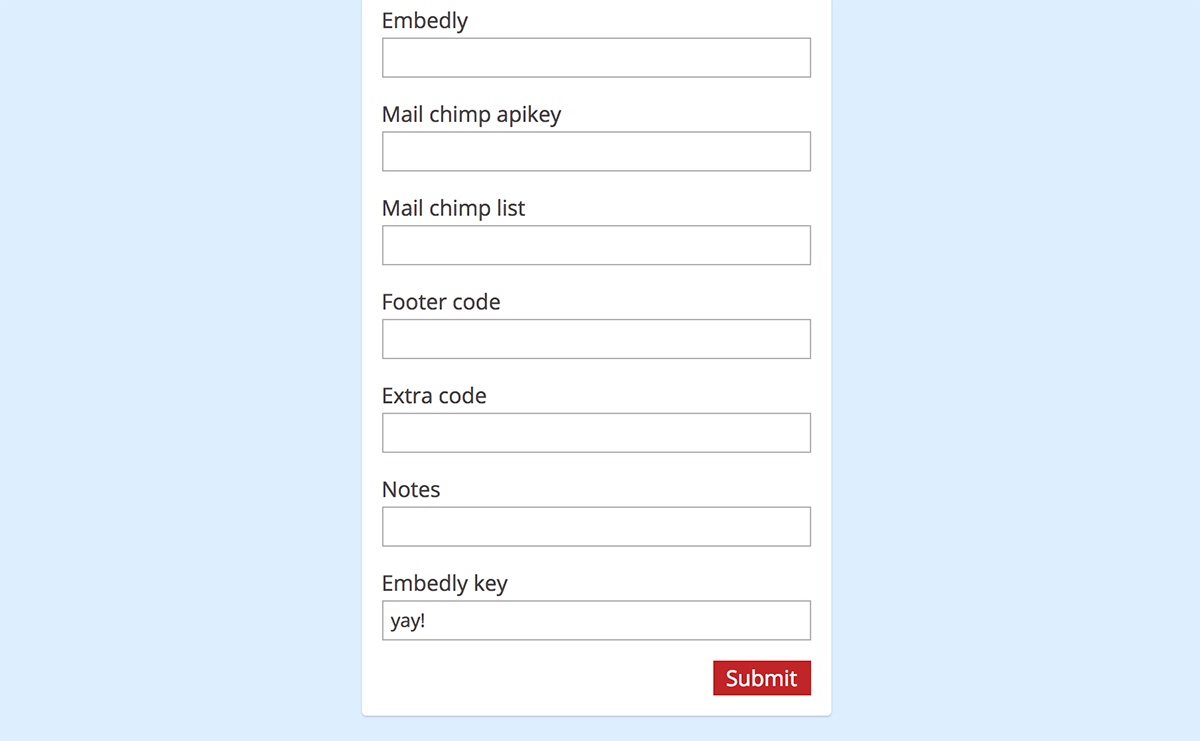 Embedly
Mail chimp apikey
Mail chimp list
Footer code
Extra code
Notes
Embedly key
yay!
Submit